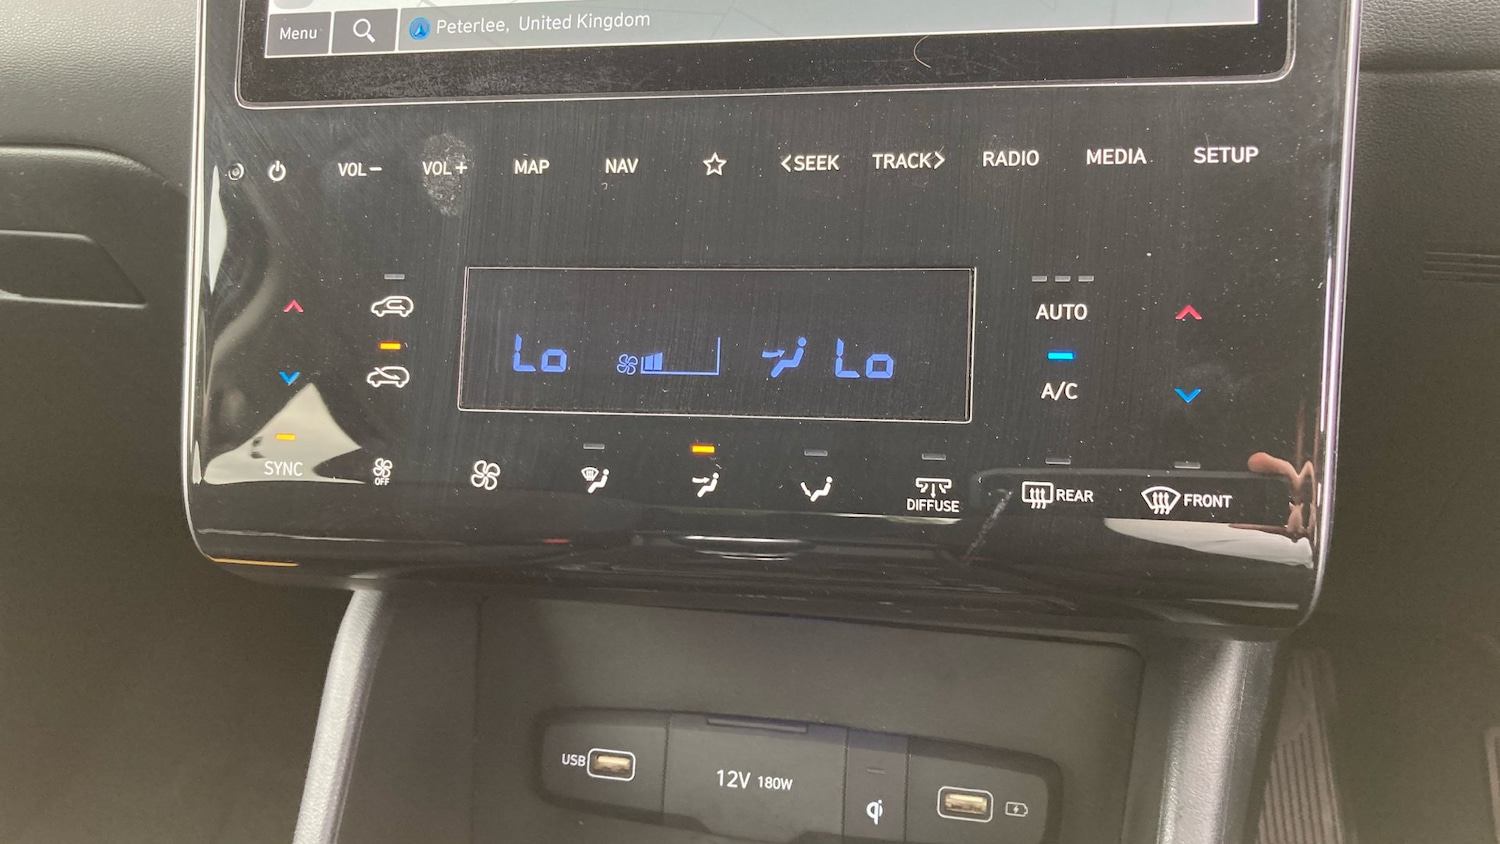 Menu
Peterlee, United Kingdom
VOL− VOL+ MAP NAV <SEEK TRACK> RADIO MEDIA SETUP
AUTO
Lo Lo
A/C
SYNC
OFF
DIFFUSE
REAR
FRONT
USB
12V 180W
qi